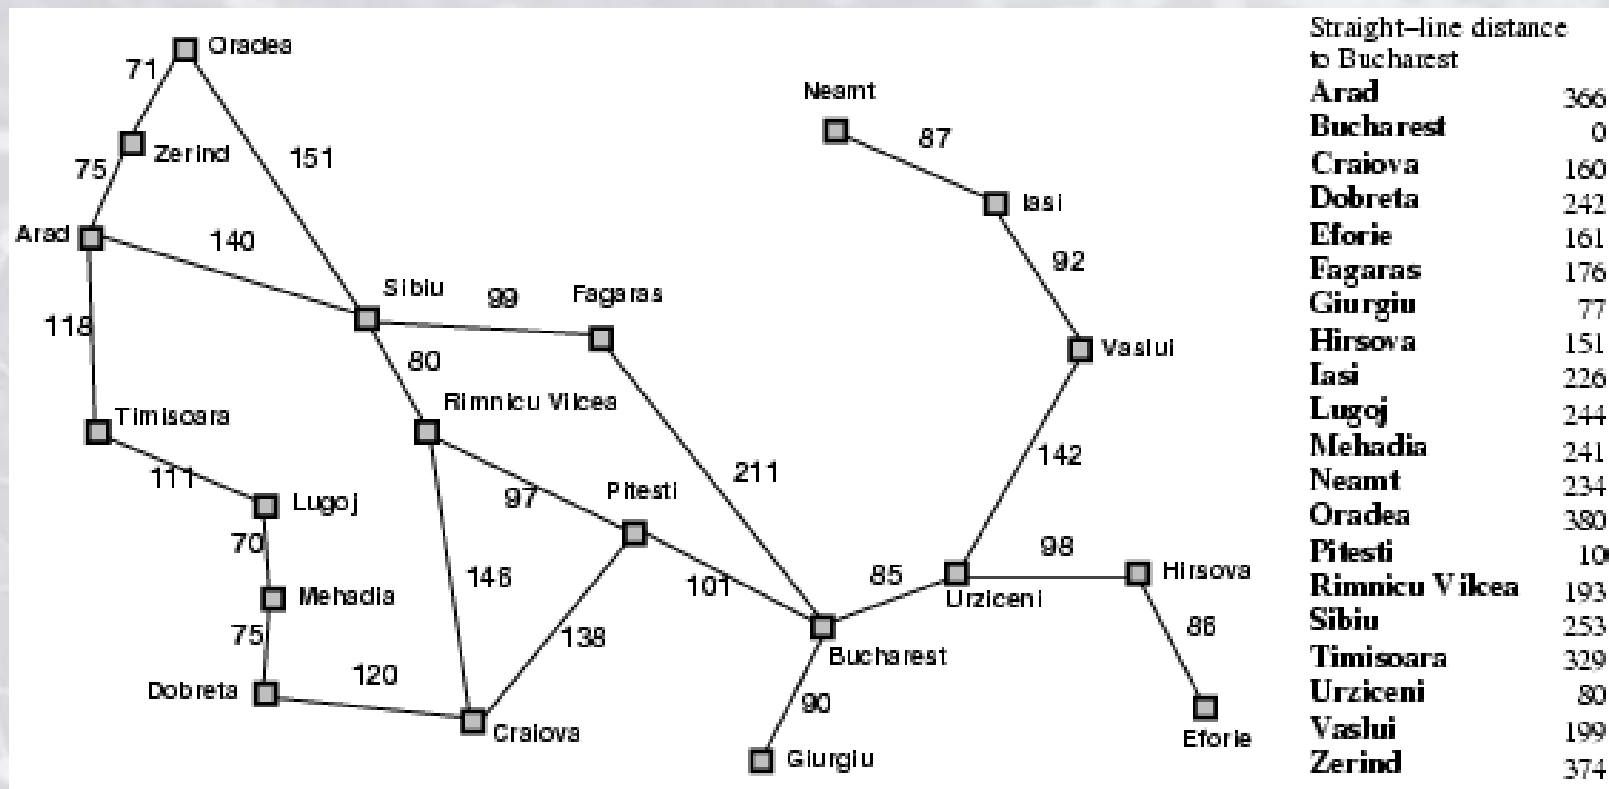 Oradea
71
Neamt
87
Zerind
151
75
Iasi
Arad
140
92
Sibiu
99
Fagaras
118
80
Vaslui
Timisoara
Rimnicu Vilcea
142
211
111
Lugoj
97
Pitesti
70
98
146
101
85
Hirsova
Mehadia
Urziceni
75
138
86
Bucharest
120
Dobreta
90
Craiova
Eforie
Giurgiu
Straight-line distance
to Bucharest
Arad 366
Bucharest 0
Craiova 160
Dobreta 242
Eforie 161
Fagaras 176
Giurgiu 77
Hirsova 151
Iasi 226
Lugoj 244
Mehadia 241
Neamt 234
Oradea 380
Pitesti 10
Rimnicu Vilcea 193
Sibiu 253
Timisoara 329
Urziceni 80
Vaslui 199
Zerind 374